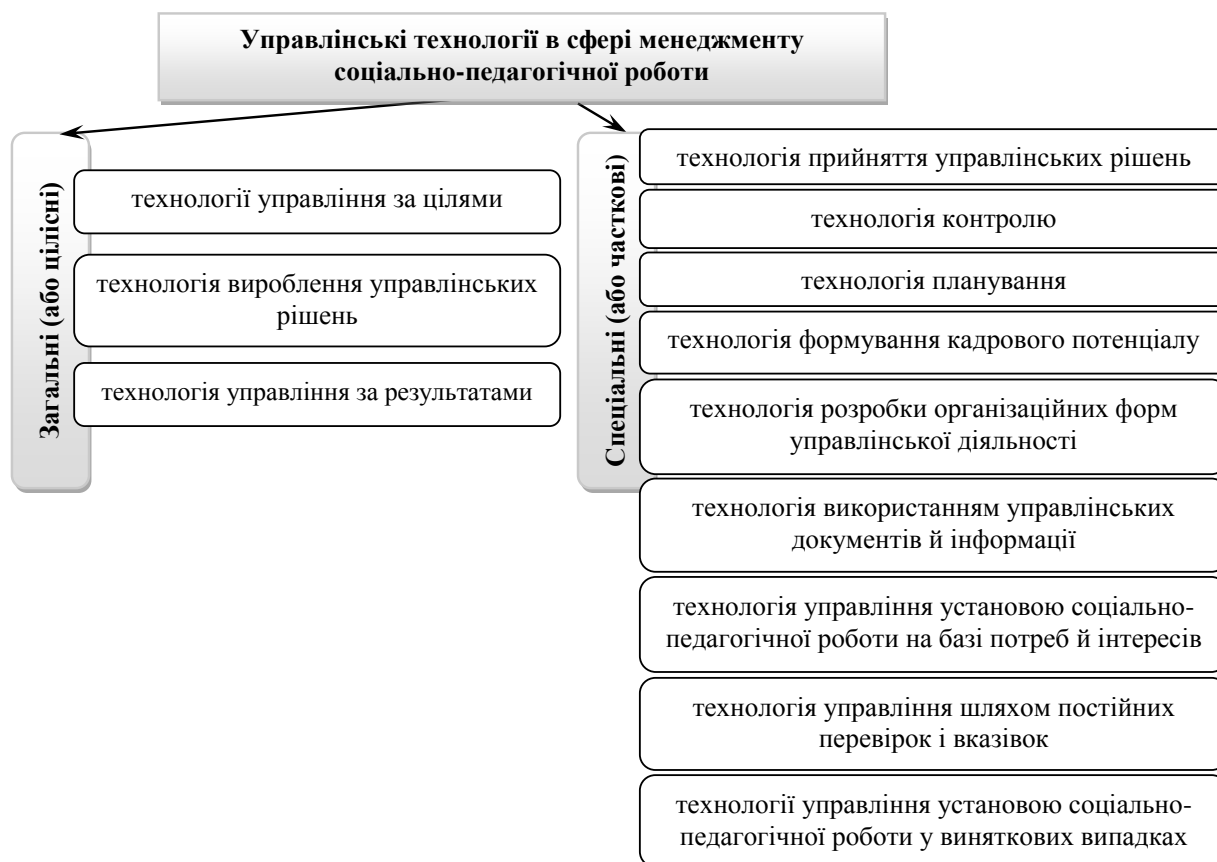 Управлінські технології в сфері менеджменту
соціально-педагогічної роботи
Загальні (або цілісні)
технології управління за цілями
технологія вироблення управлінських
рішень
технологія управління за результатами
Спеціальні (або часткові)
технологія прийняття управлінських рішень
технологія контролю
технологія планування
технологія формування кадрового потенціалу
технологія розробки організаційних форм
управлінської діяльності
технологія використанням управлінських
документів й інформації
технологія управління установою соціально-
педагогічної роботи на базі потреб й інтересів
технологія управління шляхом постійних
перевірок і вказівок
технології управління установою соціально-
педагогічної роботи у виняткових випадках